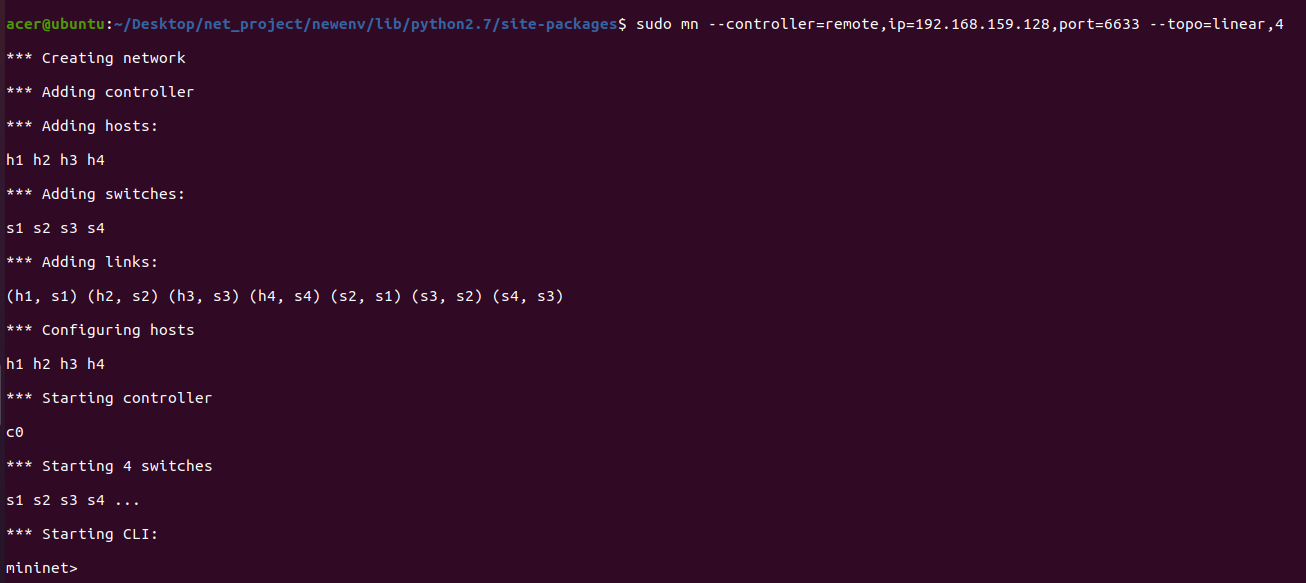 acer@ubuntu:~/Desktop/net_project/newenv/lib/python2.7/site-packages$ sudo mn --controller=remote,ip=192.168.159.128,port=6633 --topo=linear,4
*** Creating network
*** Adding controller
*** Adding hosts:
h1 h2 h3 h4
*** Adding switches:
s1 s2 s3 s4
*** Adding links:
(h1, s1) (h2, s2) (h3, s3) (h4, s4) (s2, s1) (s3, s2) (s4, s3)
*** Configuring hosts
h1 h2 h3 h4
*** Starting controller
c0
*** Starting 4 switches
s1 s2 s3 s4 ...
*** Starting CLI:
mininet>